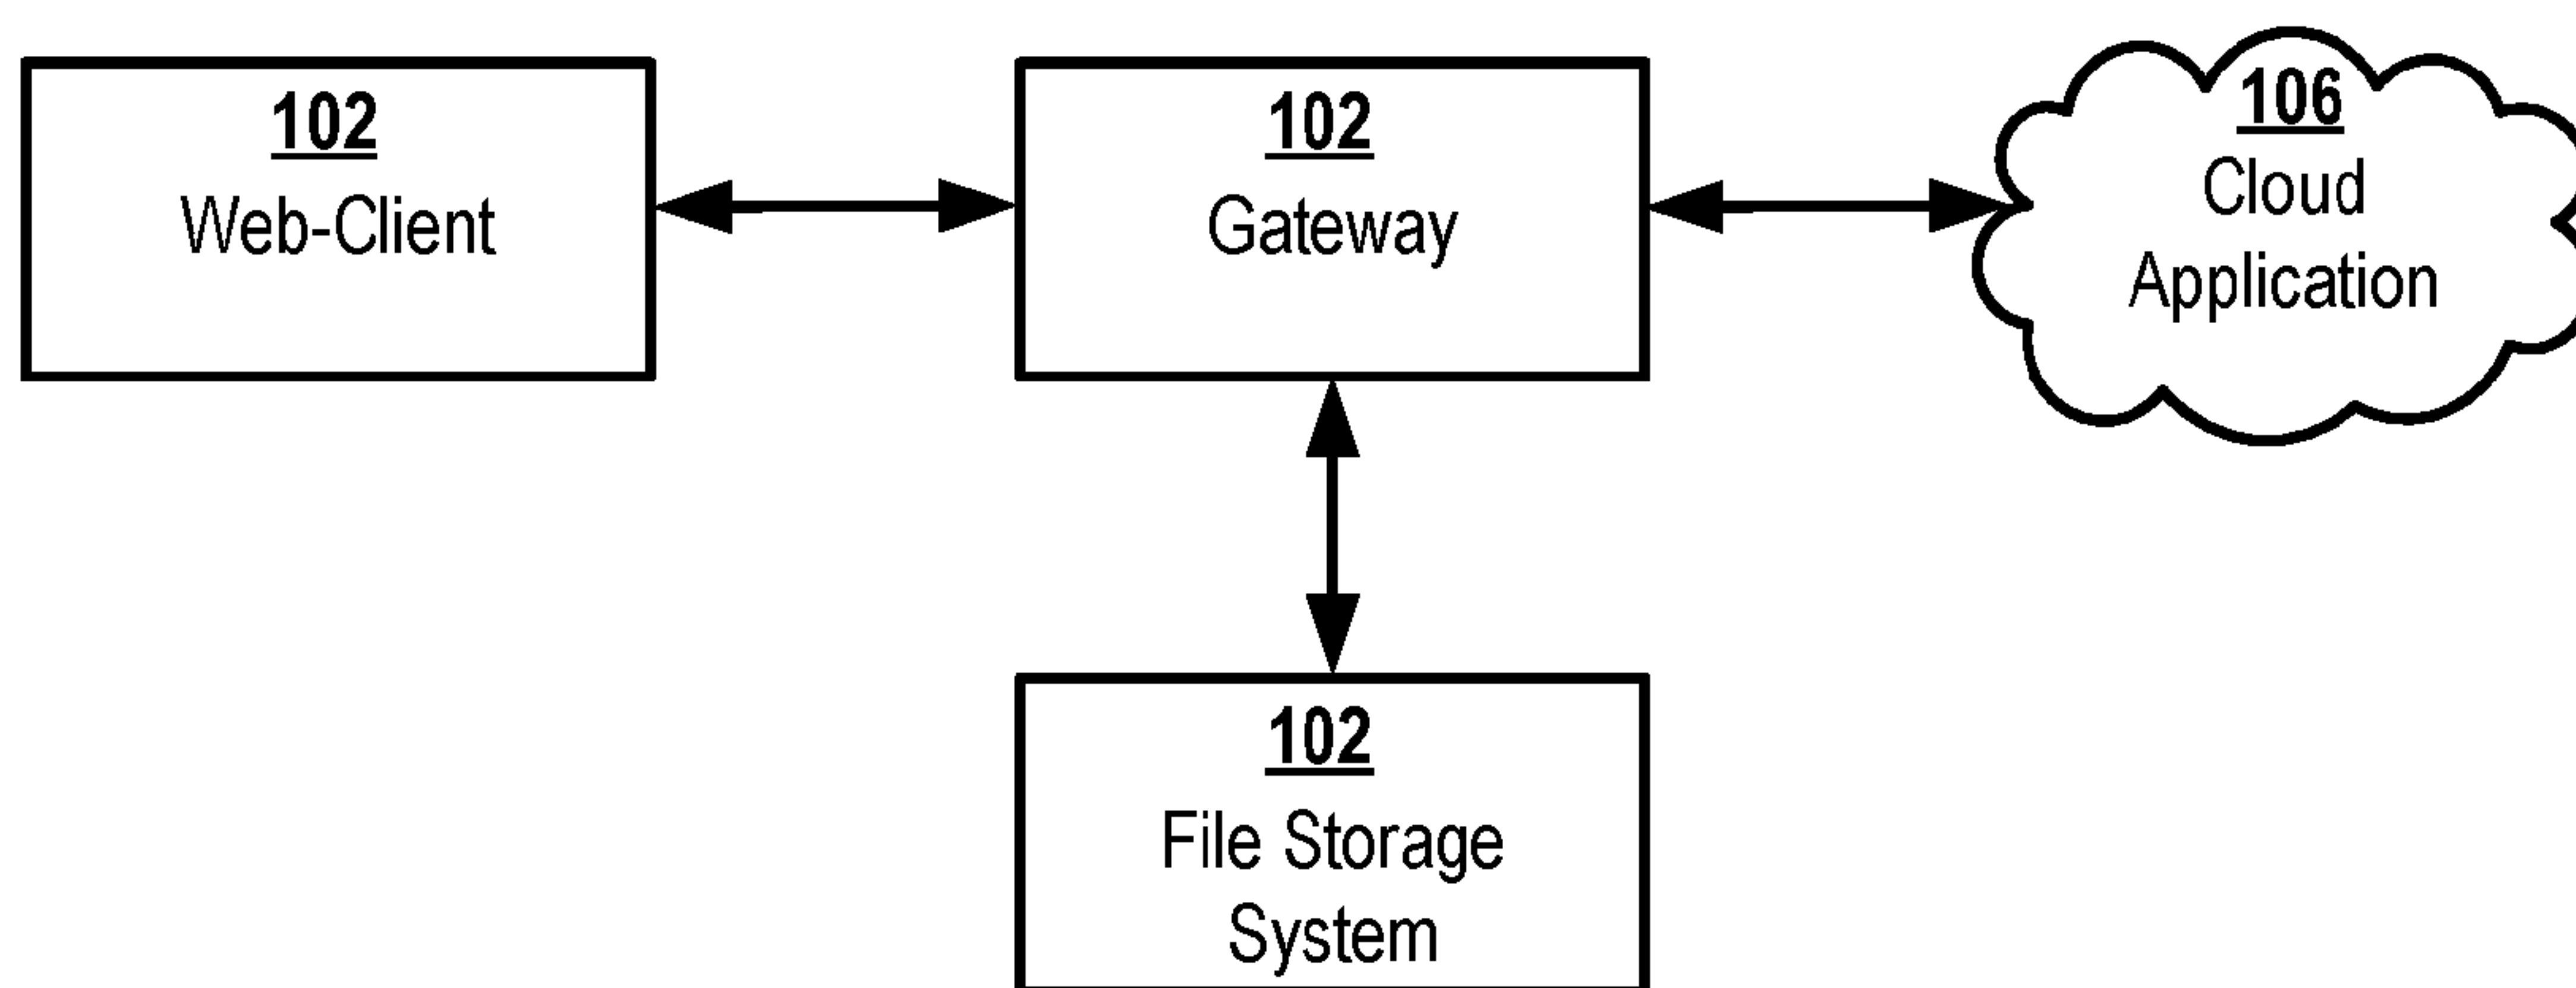 102
Web-Client
102
Gateway
106
Cloud
Application
102
File Storage
System